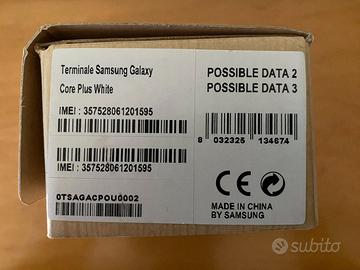 Terminale Samsung Galaxy
Core Plus White
IMEI : 357528061201595
IMEI : 357528061201595
0TSAGACPOU0002
POSSIBLE DATA 2
POSSIBLE DATA 3
8 032325 134674
CE
MADE IN CHINA
BY SAMSUNG
subito